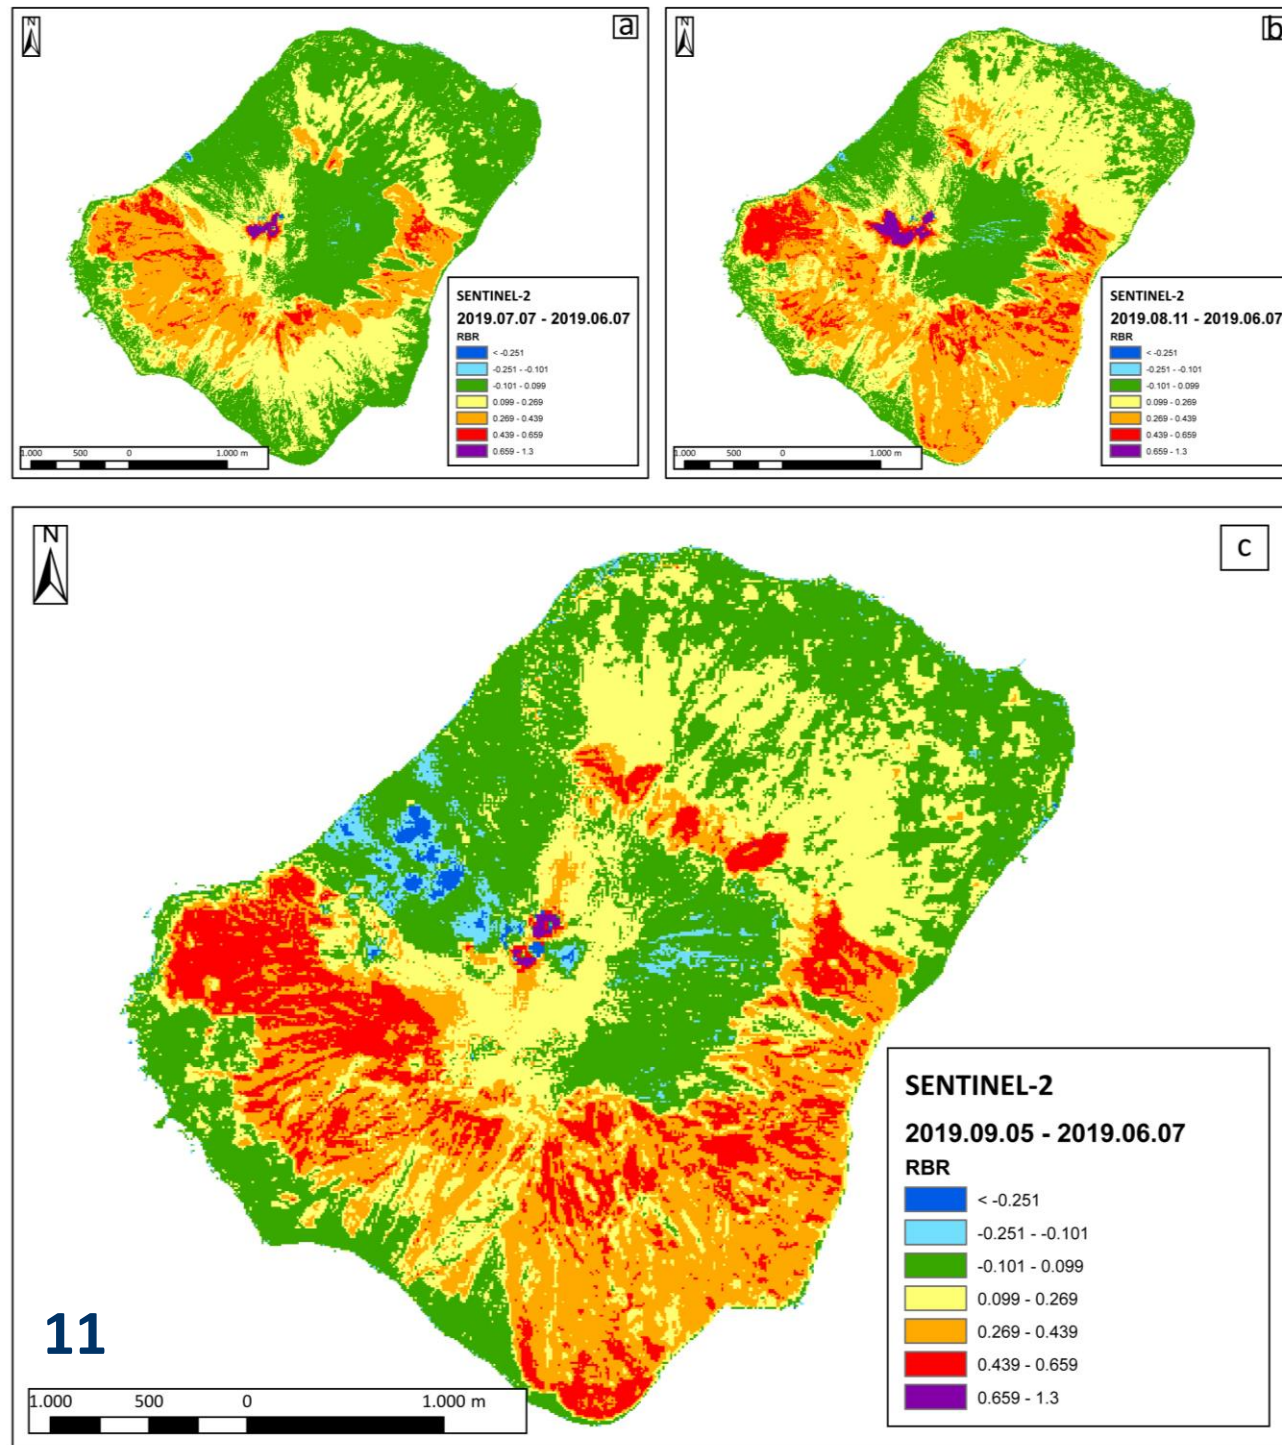 N
a
SENTINEL-2
2019.07.07 - 2019.06.07
RBR
< -0.251
-0.251 - -0.101
-0.101 - 0.099
0.099 - 0.269
0.269 - 0.439
0.439 - 0.659
0.659 - 1.3
1.000 500 0 1.000 m
N
b
SENTINEL-2
2019.08.11 - 2019.06.07
RBR
< -0.251
-0.251 - -0.101
-0.101 - 0.099
0.099 - 0.269
0.269 - 0.439
0.439 - 0.659
0.659 - 1.3
1.000 500 0 1.000 m
N
c
SENTINEL-2
2019.09.05 - 2019.06.07
RBR
< -0.251
-0.251 - -0.101
-0.101 - 0.099
0.099 - 0.269
0.269 - 0.439
0.439 - 0.659
0.659 - 1.3
11
1.000 500 0 1.000 m